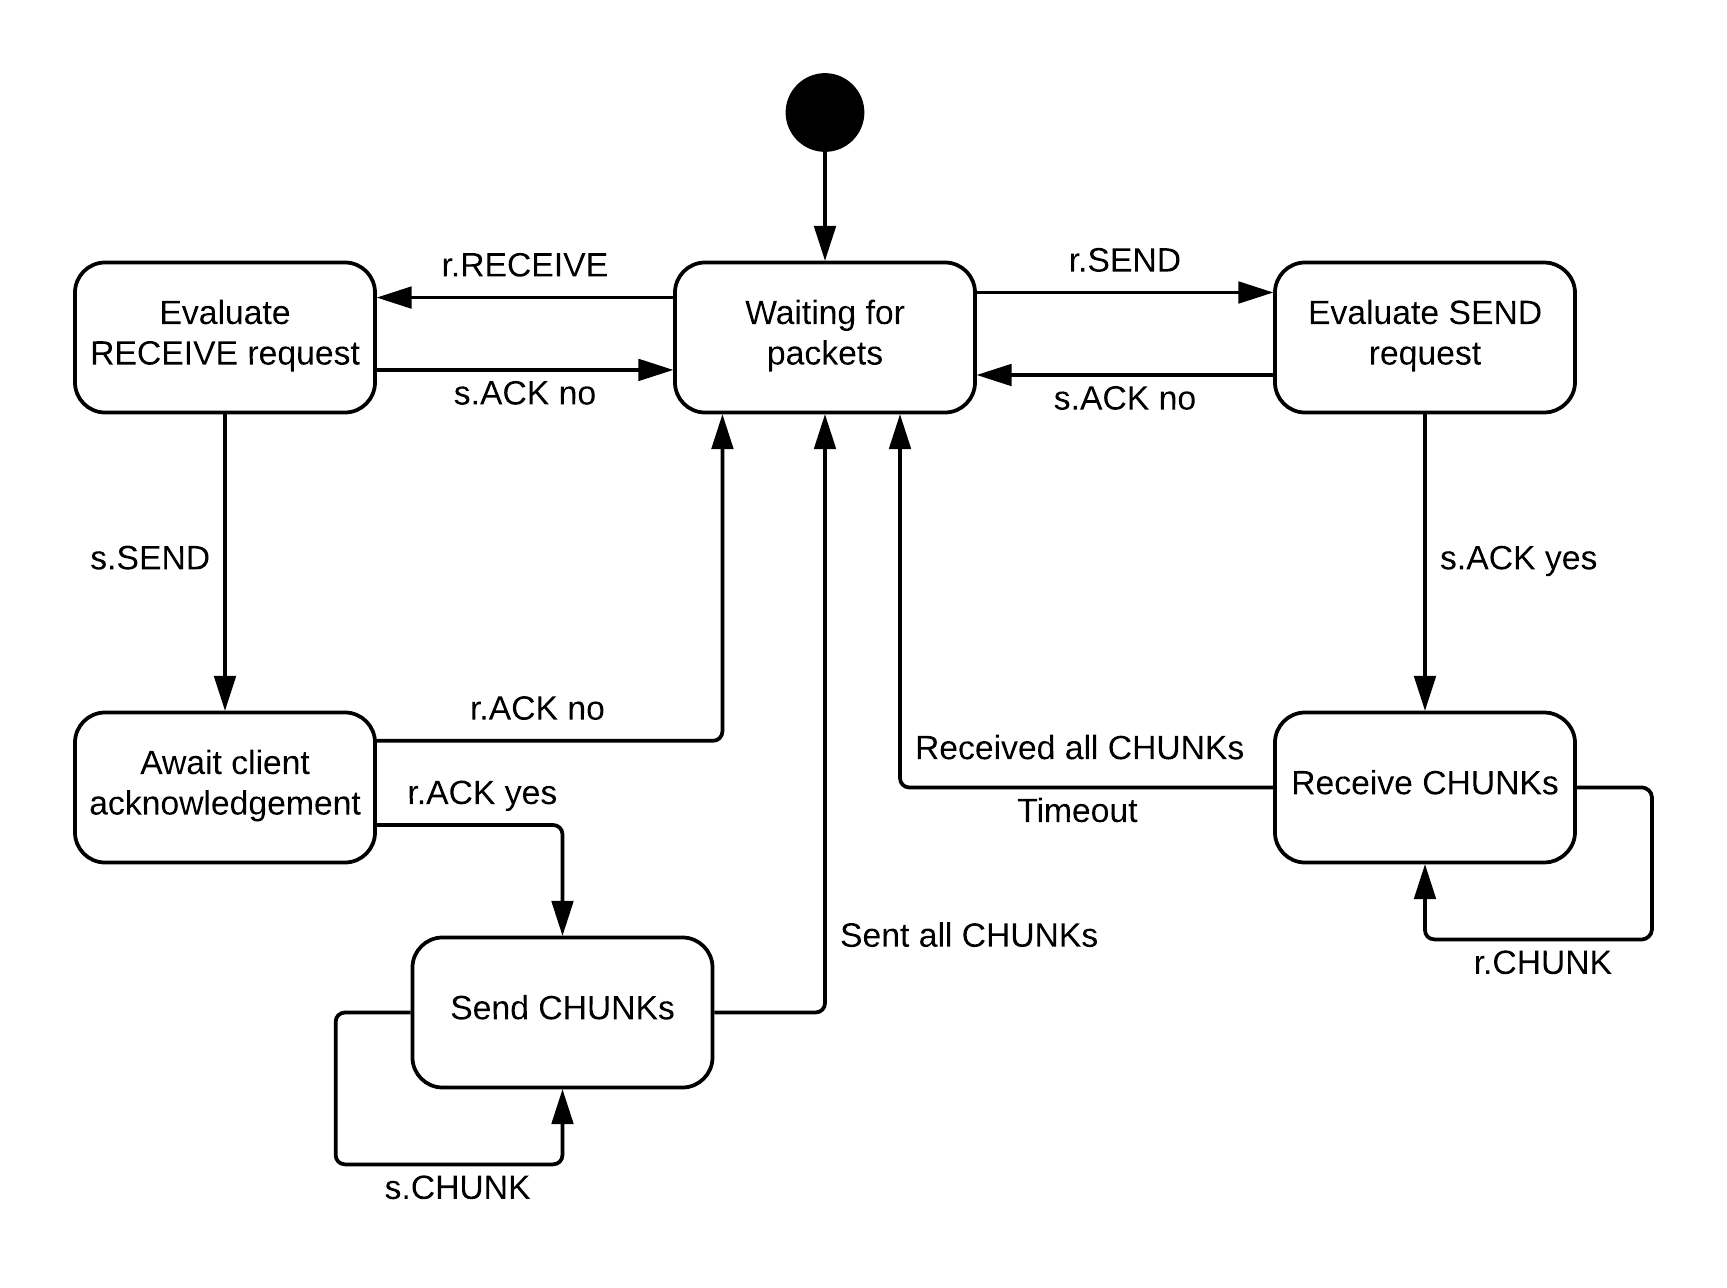 r.RECEIVE
r.SEND
Evaluate
RECEIVE request
Waiting for
packets
Evaluate SEND
request
s.ACK no
s.ACK no
s.SEND
s.ACK yes
r.ACK no
Received all CHUNKs
Timeout
Await client
acknowledgement
r.ACK yes
Receive CHUNKs
Sent all CHUNKs
r.CHUNK
Send CHUNKs
s.CHUNK